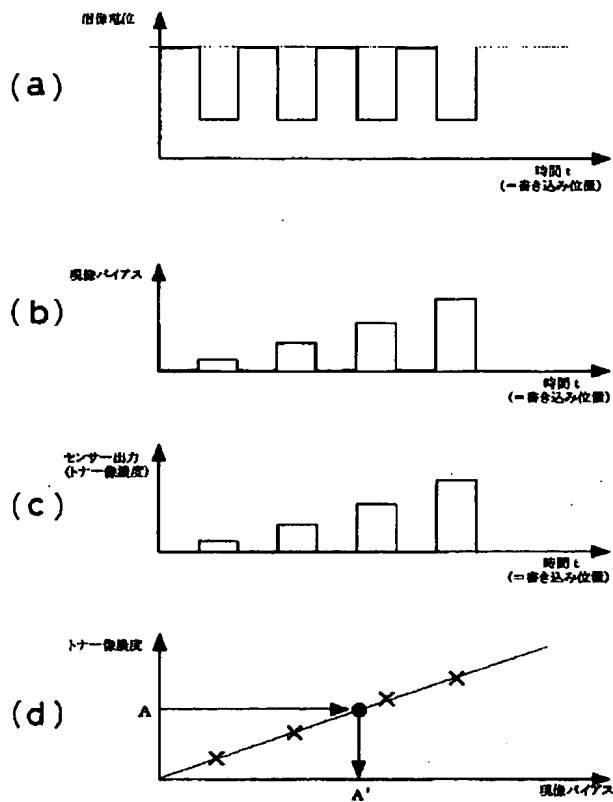 (a)
潜像電位
時間 t
(=書き込み位置)
(b)
現像バイアス
時間 t
(=書き込み位置)
(c)
センサー出力
(トナー像濃度)
時間 t
(=書き込み位置)
(d)
トナー像濃度
A
A'
現像バイアス